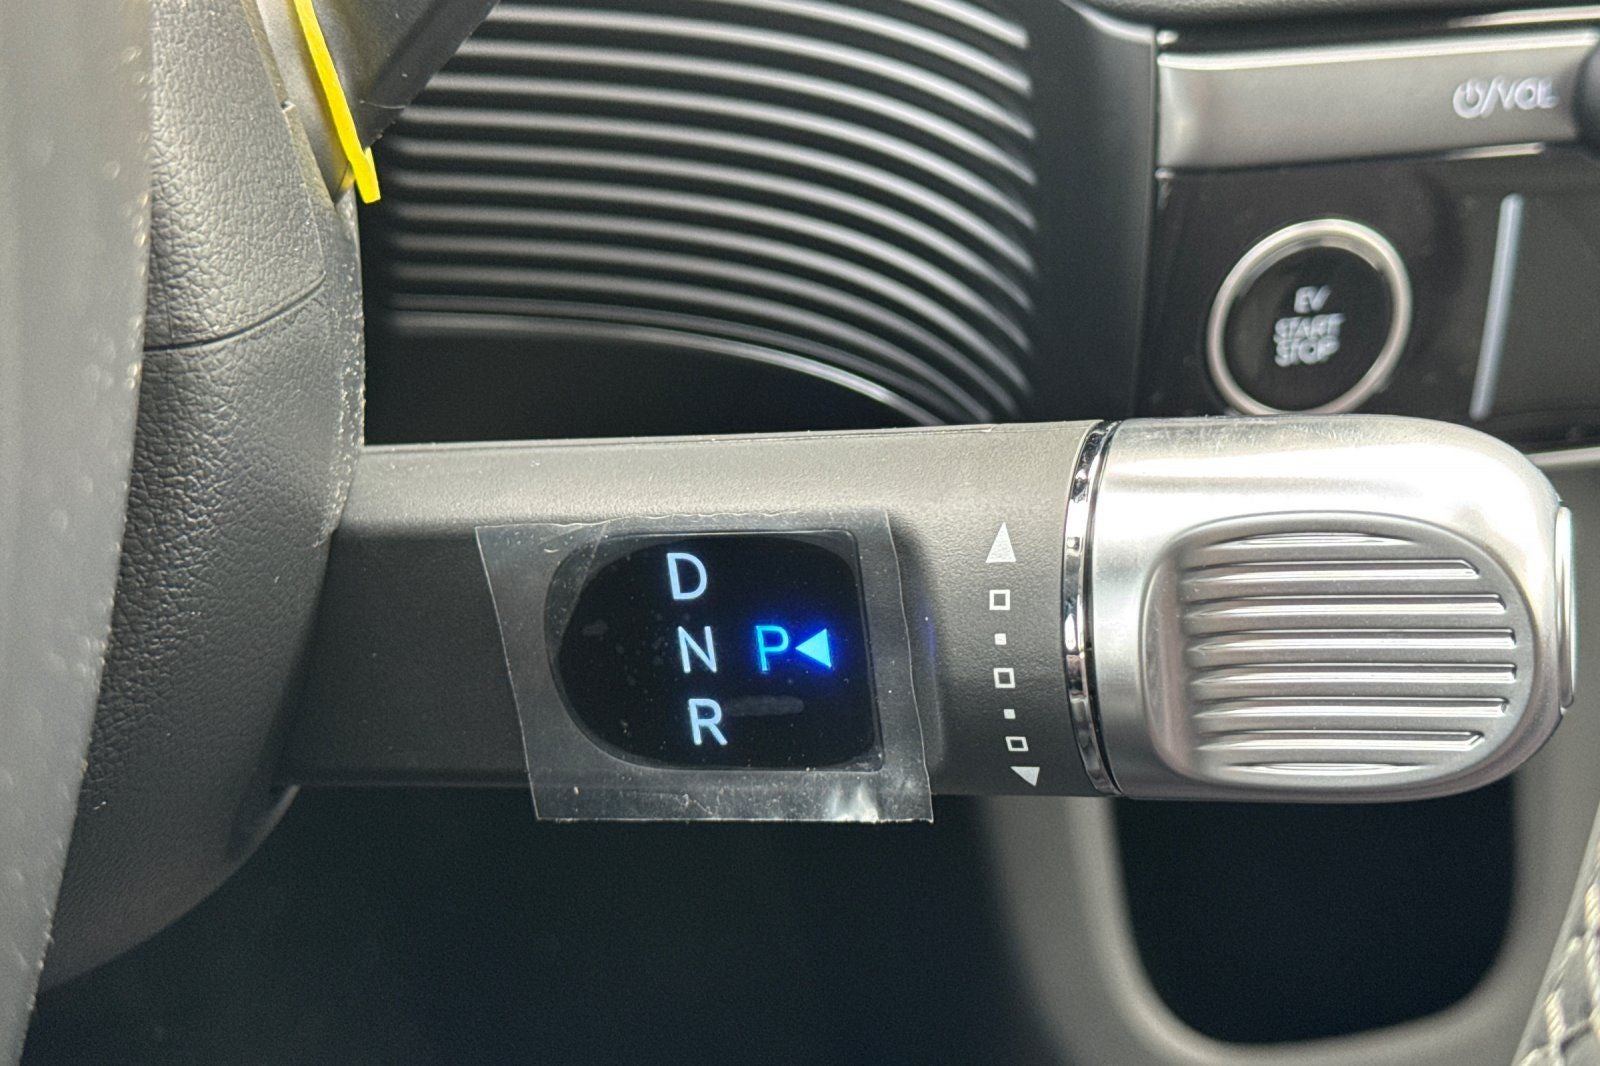 ⏻/VOL
EV
START
STOP
D
N P◀
R